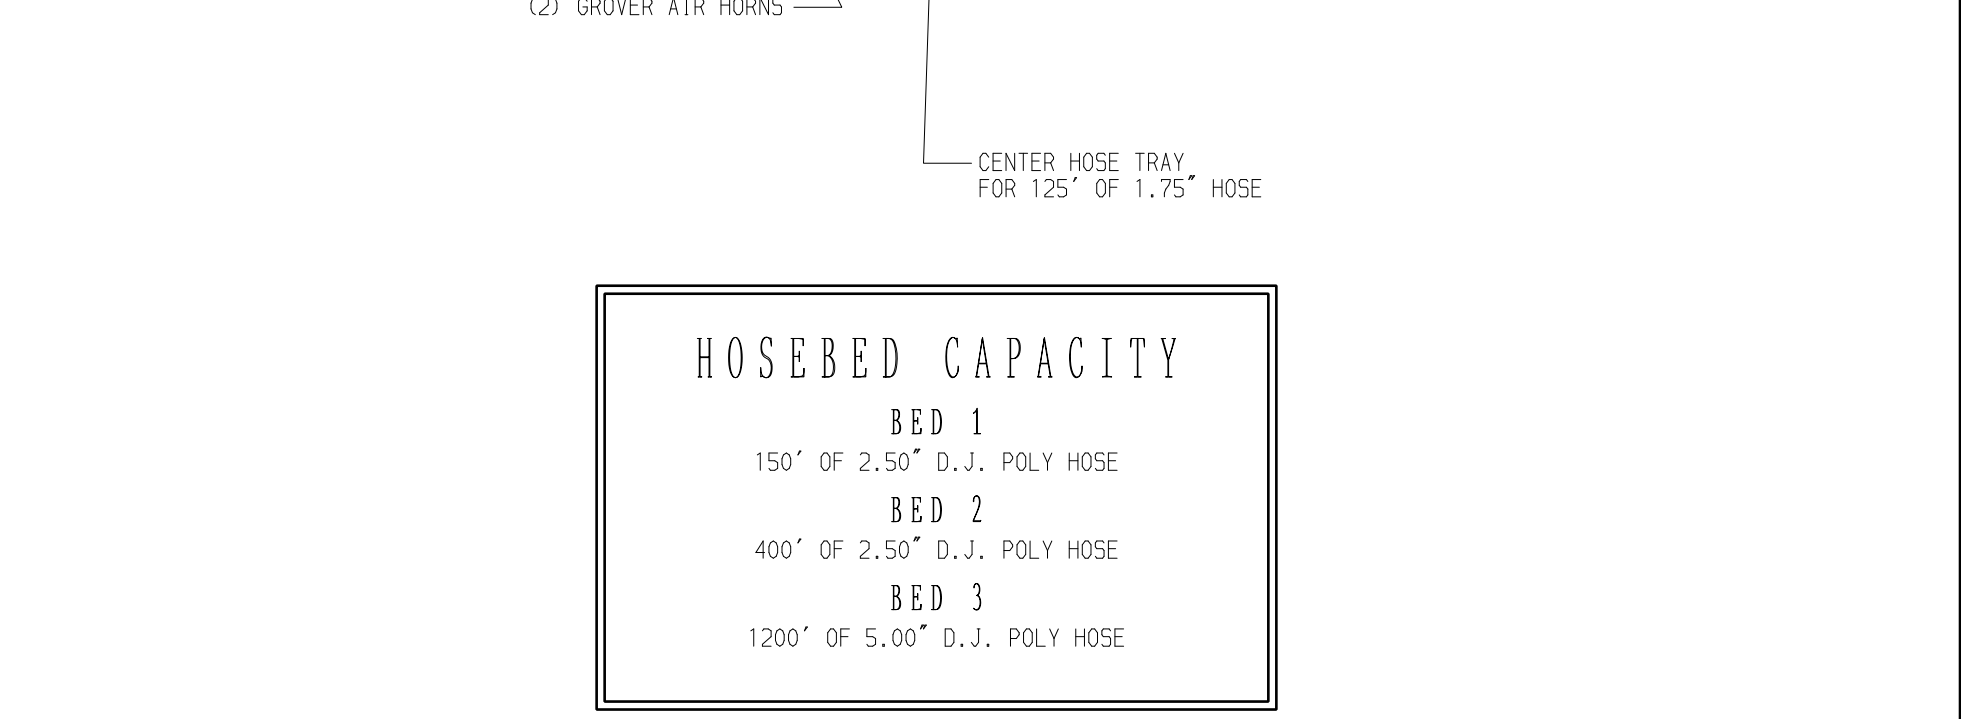 (2) GROVER AIR HORNS
CENTER HOSE TRAY
FOR 125' OF 1.75" HOSE
HOSEBED CAPACITY
BED 1
150' OF 2.50" D.J. POLY HOSE
BED 2
400' OF 2.50" D.J. POLY HOSE
BED 3
1200' OF 5.00" D.J. POLY HOSE